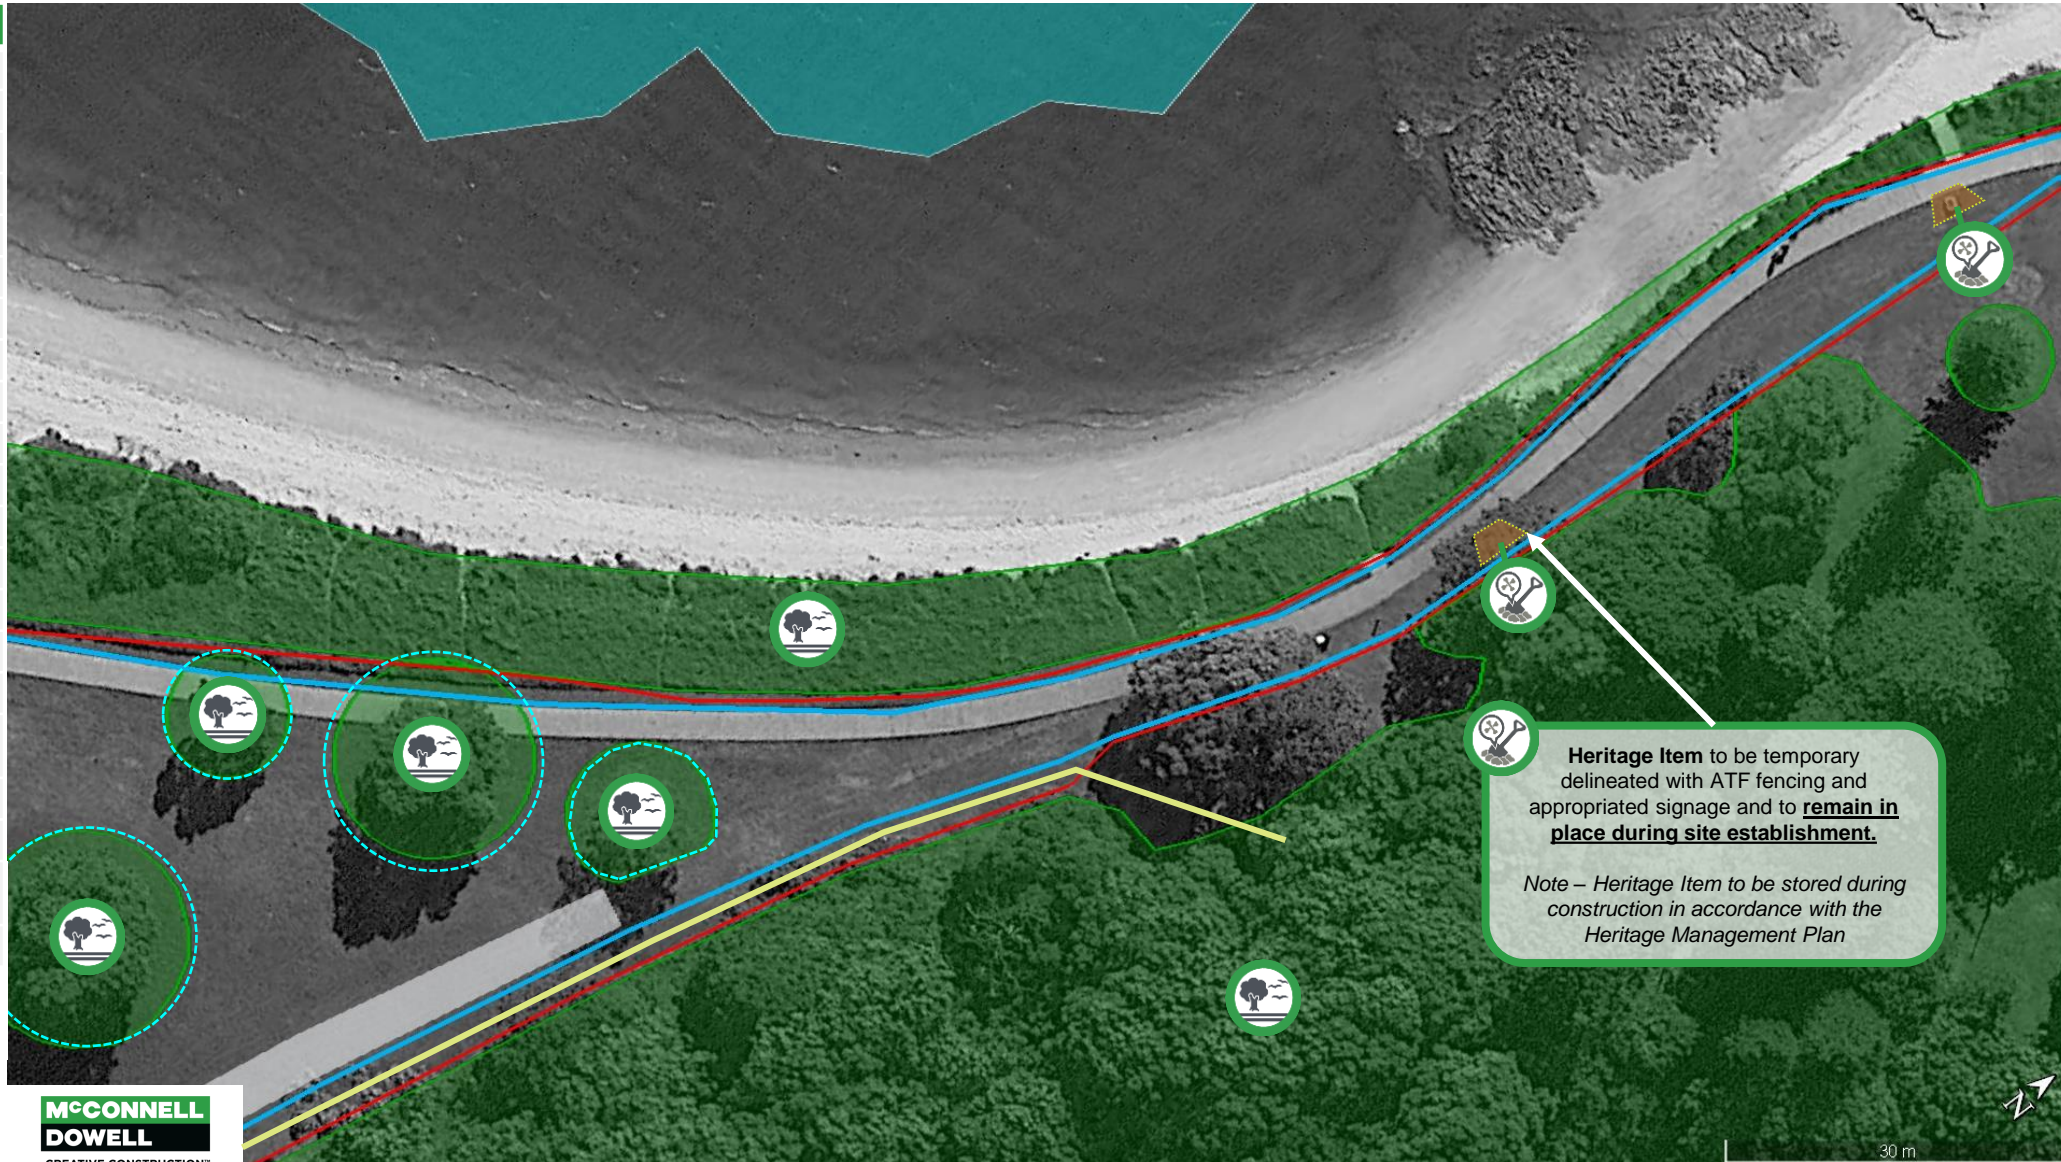 Heritage Item to be temporary
delineated with ATF fencing and
appropriated signage and to remain in
place during site establishment.
Note – Heritage Item to be stored during
construction in accordance with the
Heritage Management Plan
N
30 m
McCONNELL
DOWELL
CREATIVE CONSTRUCTION™